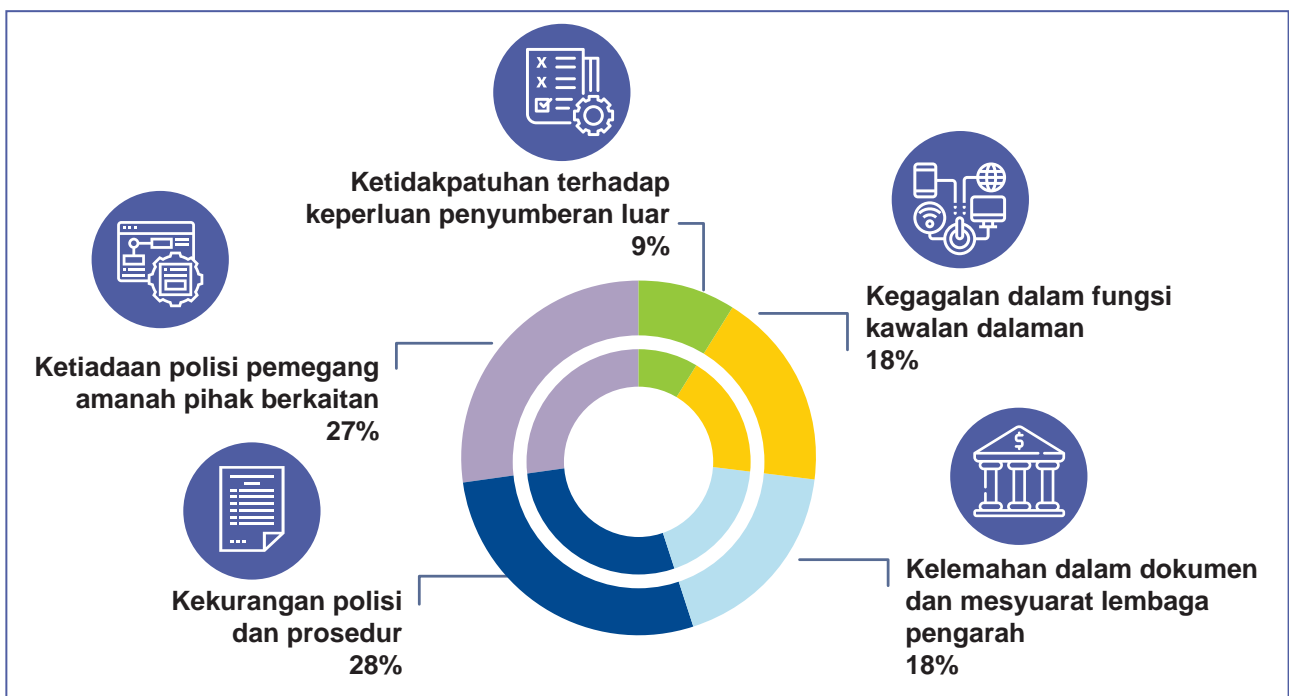 Ketidakpatuhan terhadap
keperluan penyumberan luar
9%
Kegagalan dalam fungsi
kawalan dalaman
18%
Kelemahan dalam dokumen
dan mesyuarat lembaga
pengarah
18%
Kekurangan polisi
dan prosedur
28%
Ketiadaan polisi pemegang
amanah pihak berkaitan
27%